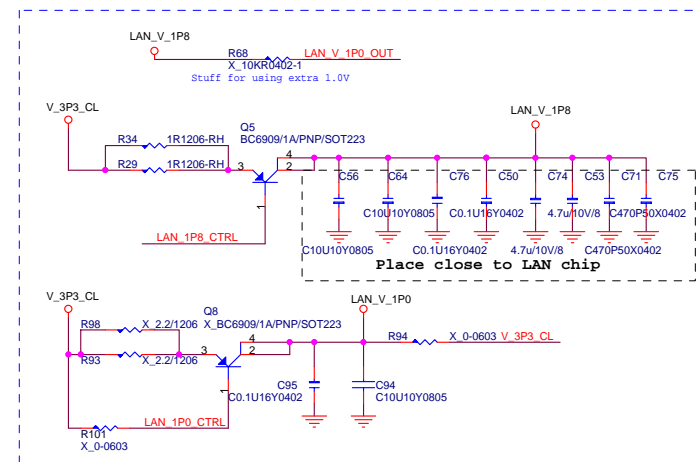 LAN_V_1P8
R68
LAN_V_1P0_OUT
X_10KR0402-1
Stuff for using extra 1.0V
V_3P3_CL
LAN_V_1P8
Q5
BC6909/1A/PNP/SOT223
R34
1R1206-RH
R29
1R1206-RH
3
4
2
1
C56
C64
C76
C50
C74
C53
C71
C75
C10U10Y0805
C0.1U16Y0402
4.7u/10V/8
C470P50X0402
LAN_1P8_CTRL
C10U10Y0805
C0.1U16Y0402
4.7u/10V/8
C470P50X0402
Place close to LAN chip
V_3P3_CL
LAN_V_1P0
Q8
X_BC6909/1A/PNP/SOT223
R98
X_2.2/1206
R93
X_2.2/1206
3
4
2
1
R94
X_0-0603
V_3P3_CL
C95
C0.1U16Y0402
C94
C10U10Y0805
LAN_1P0_CTRL
R101
X_0-0603